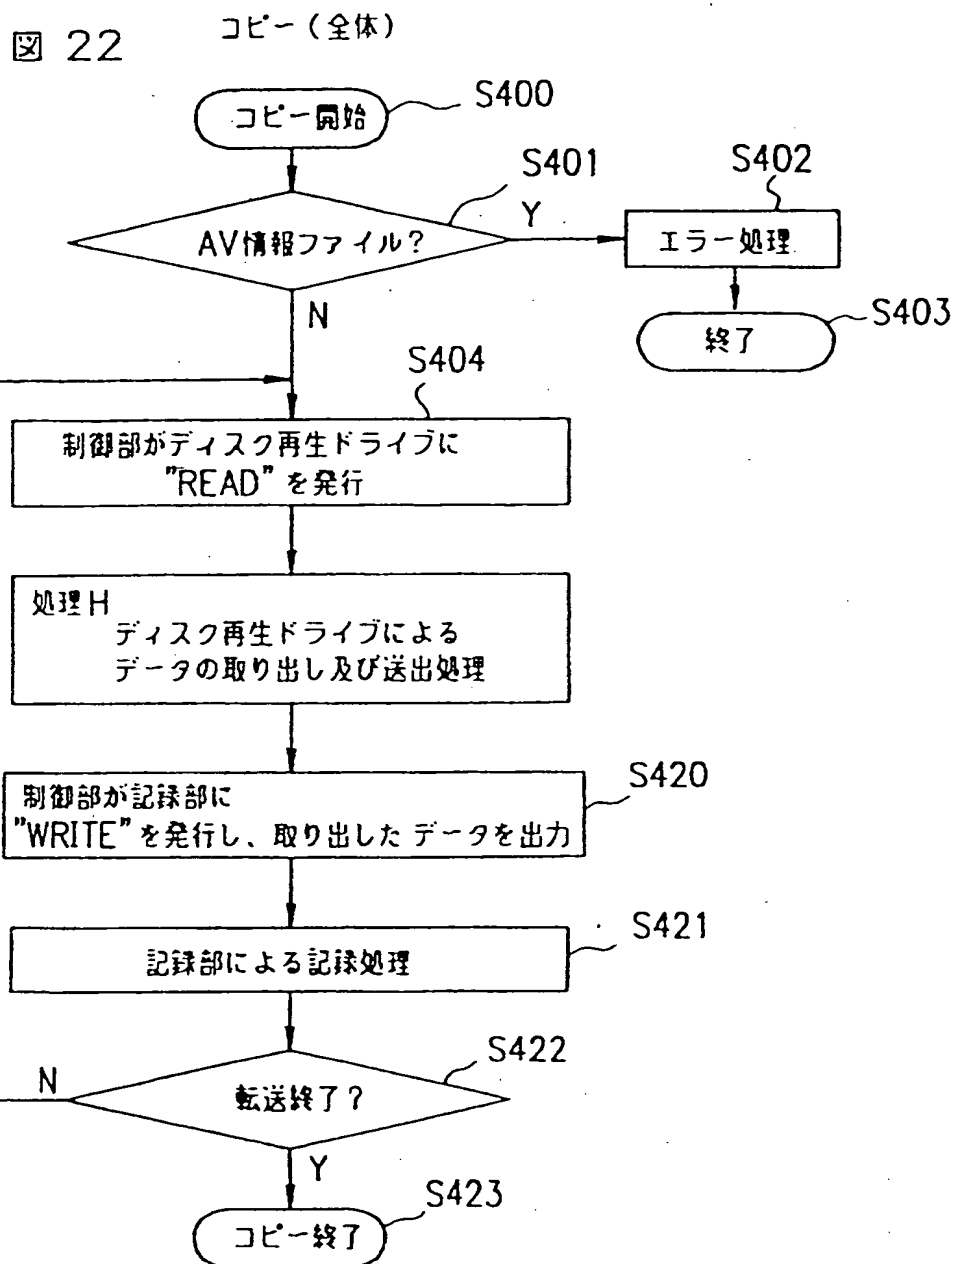 図 22
コピー(全体)
コピー開始
S400
S401
AV情報ファイル?
Y
S402
エラー処理
N
S403
終了
S404
制御部がディスク再生ドライブに
"READ"を発行
処理H
ディスク再生ドライブによる
データの取り出し及び送出処理
S420
制御部が記録部に
"WRITE"を発行し、取り出したデータを出力
S421
記録部による記録処理
S422
転送終了?
N
Y
S423
コピー終了